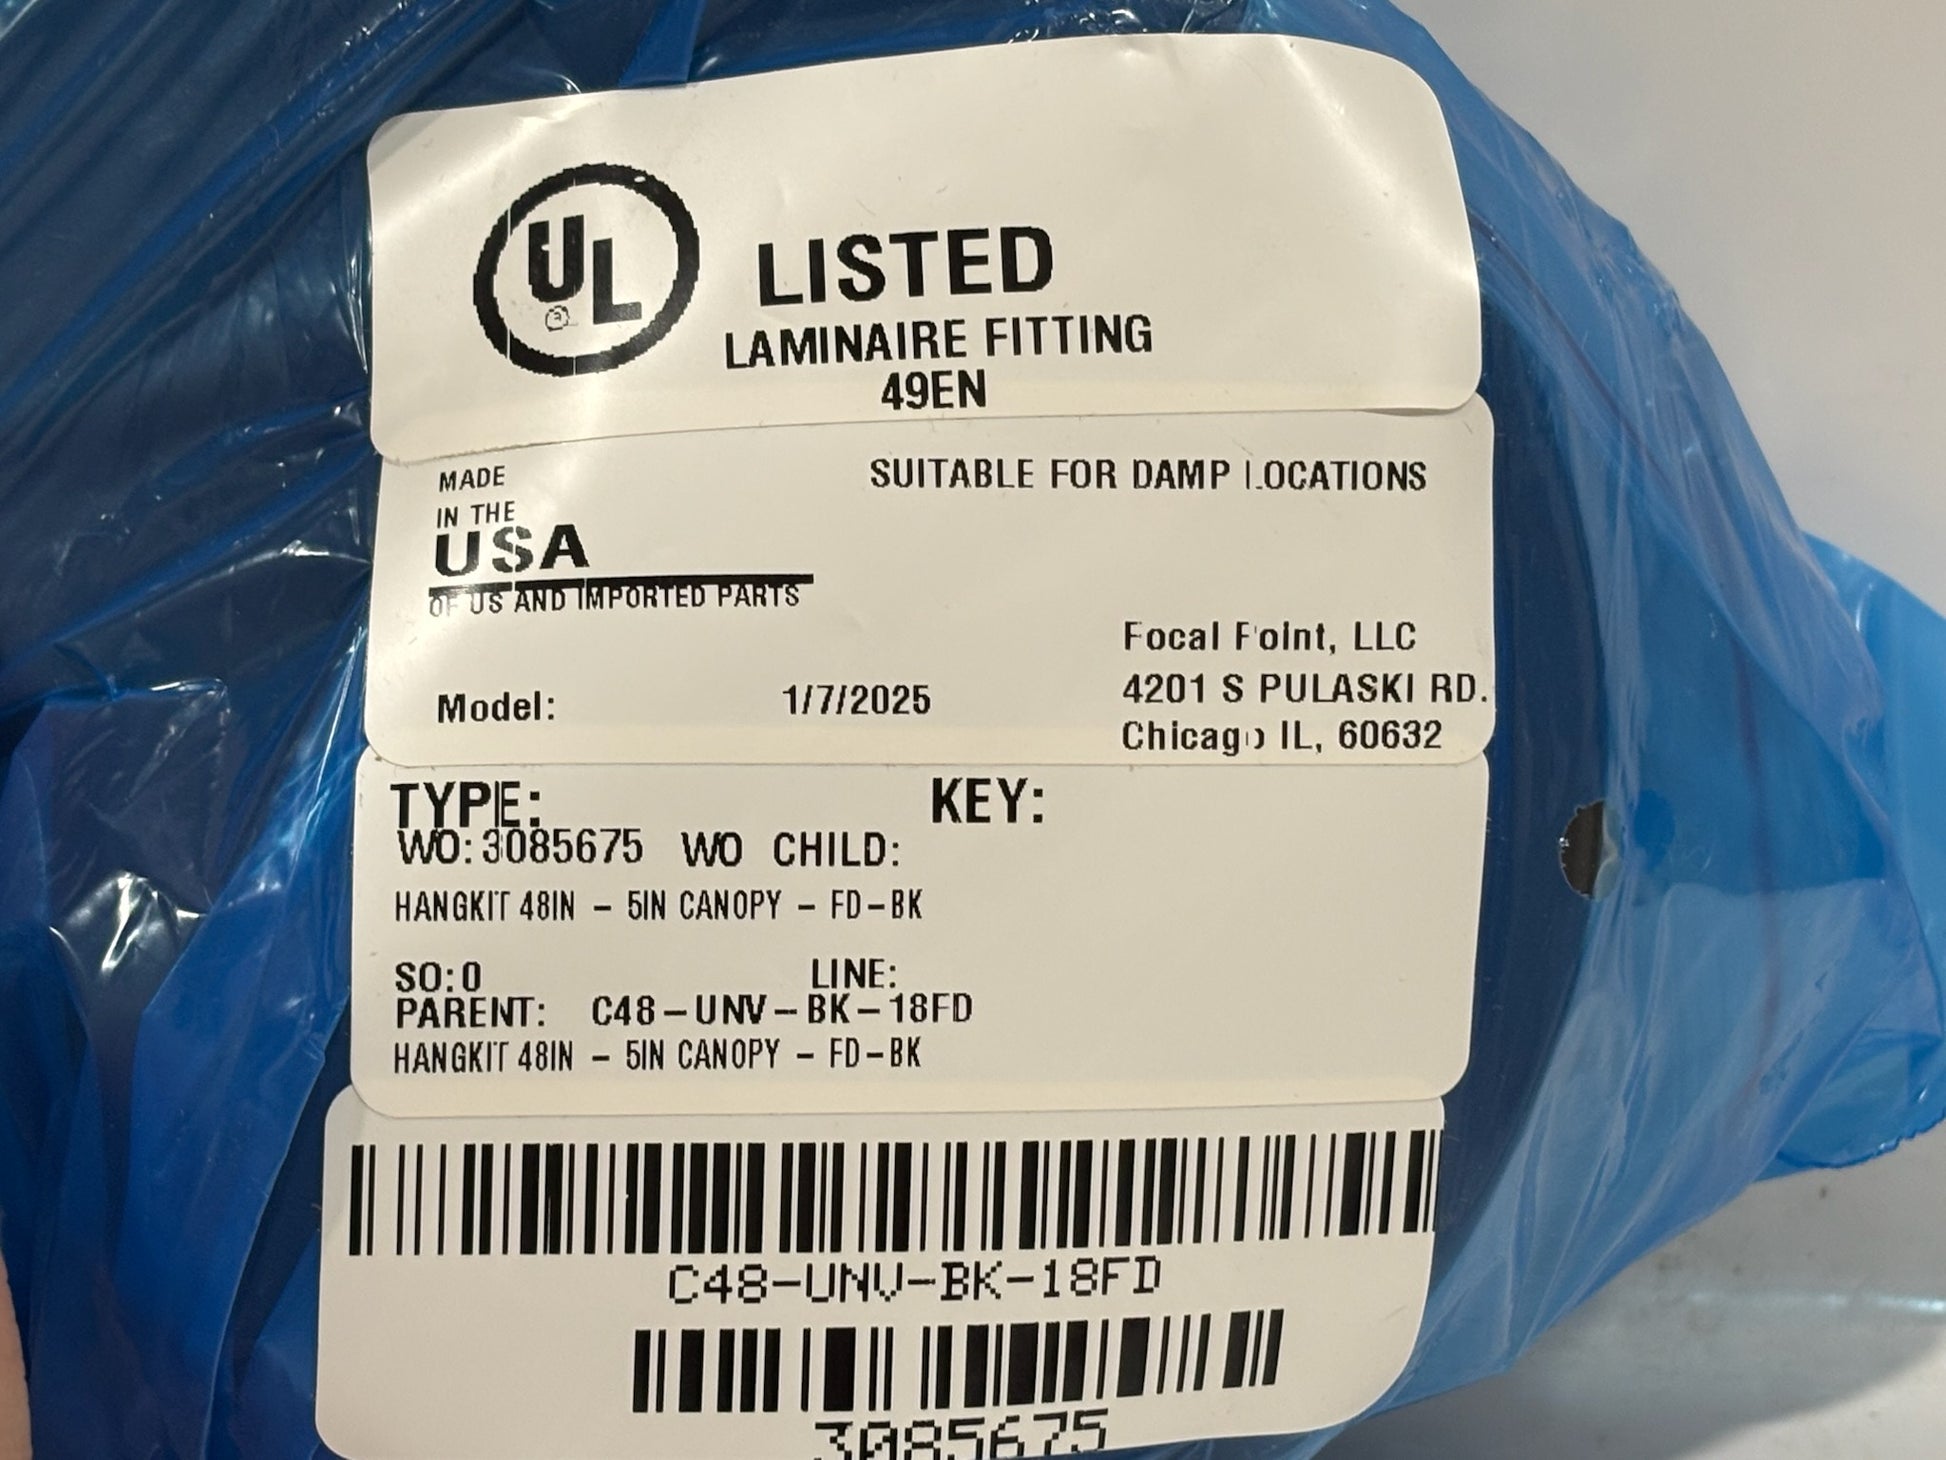 UL LISTED
LAMINAIRE FITTING
49EN
MADE
IN THE
USA
OF US AND IMPORTED PARTS
SUITABLE FOR DAMP LOCATIONS
Focal Point, LLC
4201 S PULASKI RD.
Chicago IL, 60632
Model: 1/7/2025
TYPE: KEY:
WO:3085675 WO CHILD:
HANGKIT 48IN - 5IN CANOPY - FD-BK
SO:0 LINE:
PARENT: C48-UNV-BK-18FD
HANGKIT 48IN - 5IN CANOPY - FD-BK
C48-UNV-BK-18FD
3085675